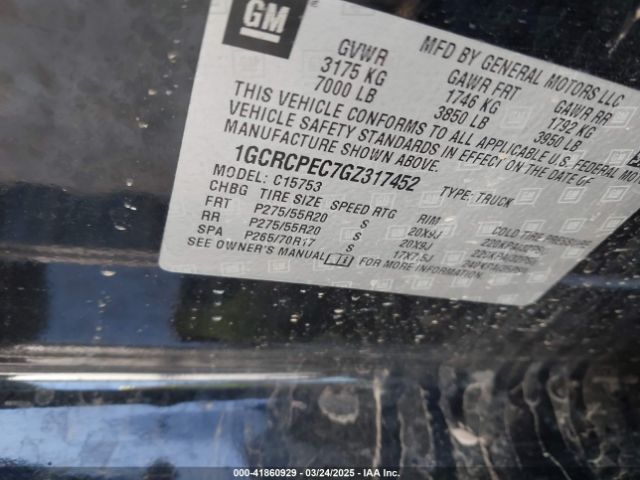 GM
MFD BY GENERAL MOTORS LLC
GVWR GAWR FRT GAWR RR
3175 KG 1746 KG 1792 KG
7000 LB 3850 LB 3950 LB
THIS VEHICLE CONFORMS TO ALL APPLICABLE U.S. FEDERAL MOTOR
VEHICLE SAFETY STANDARDS IN EFFECT ON THE DATE OF
MANUFACTURE SHOWN ABOVE.
1GCRCPEC7GZ317452 TYPE: TRUCK
MODEL: C15753
CHBG TIRE SIZE SPEED RTG RIM COLD TIRE PRESSURE
FRT P275/55R20 S 20X9J
RR P275/55R20 S 20X9J
SPA P265/70R17 17X7.5J
SEE OWNER'S MANUAL FOR MORE INFORMATION
00-41860929 / 03/24/2025 / IAA Inc.